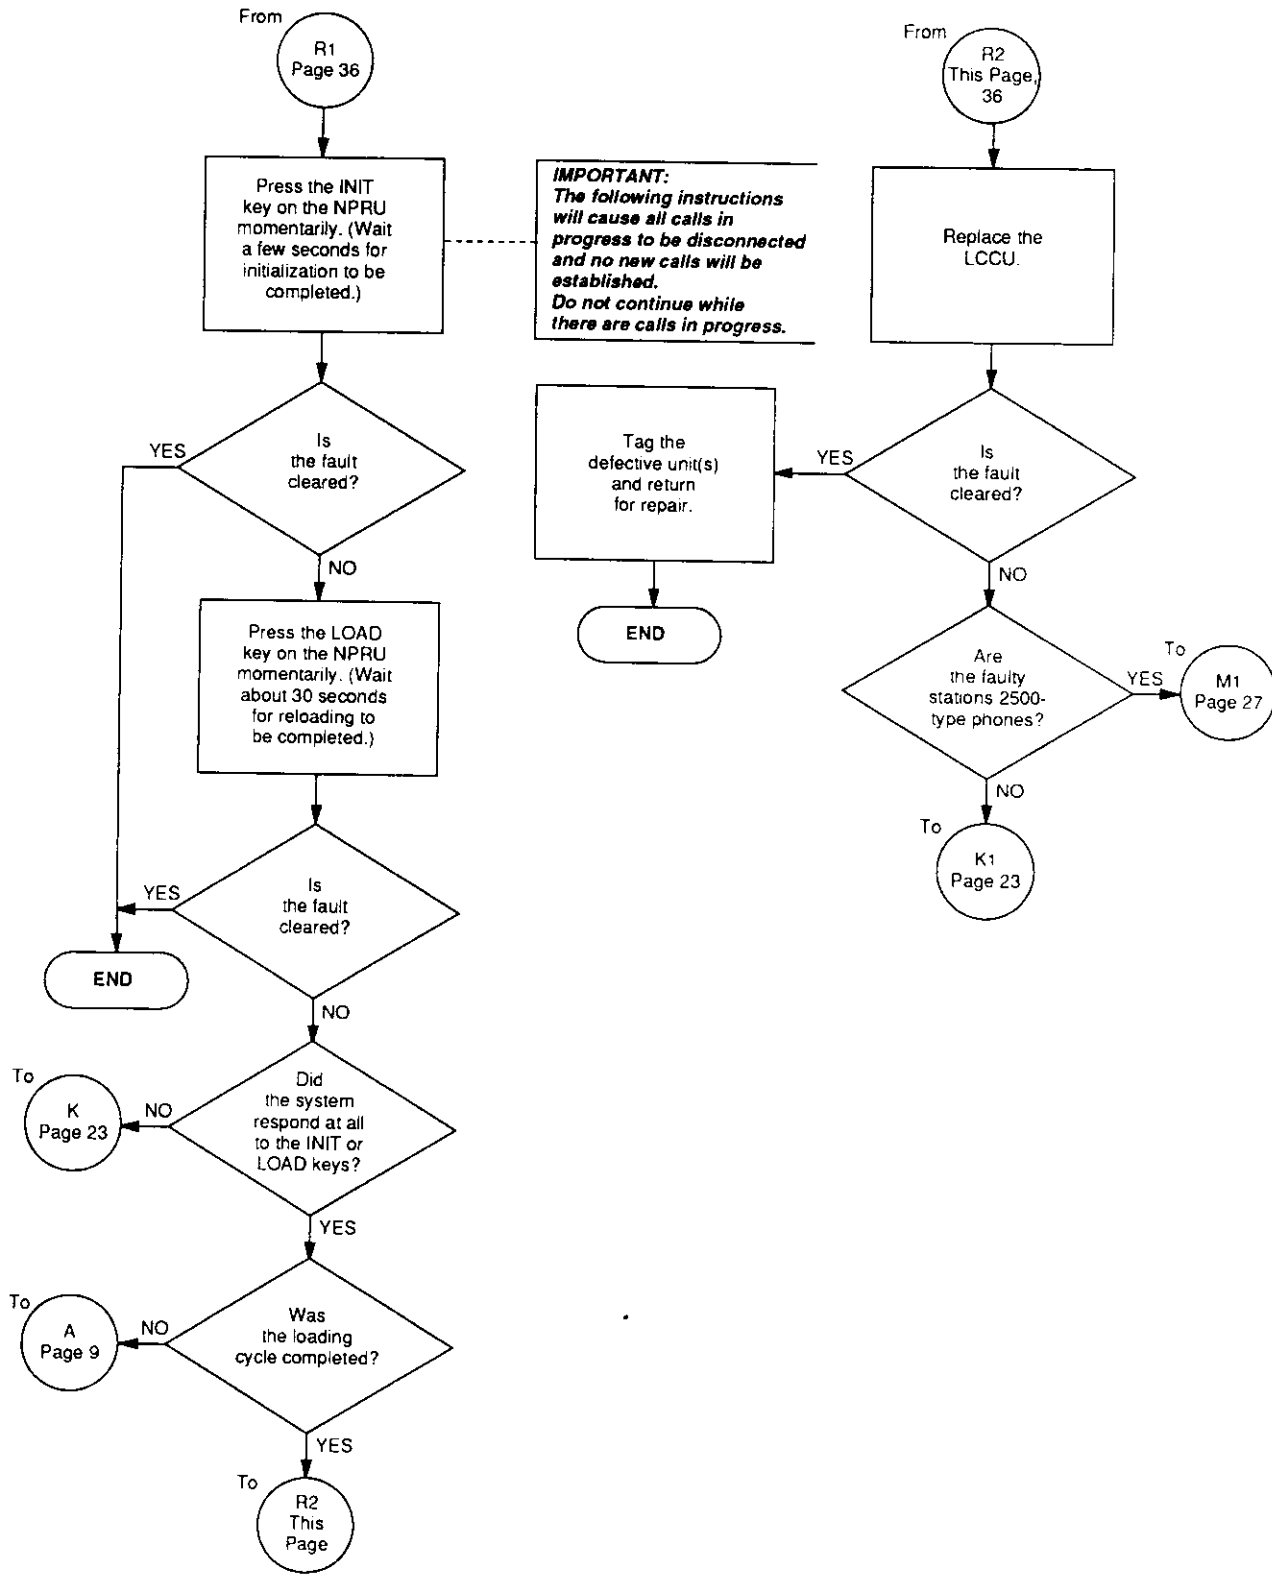 From
R1
Page 36
Press the INIT
key on the NPRU
momentarily. (Wait
a few seconds for
initialization to be
completed.)
IMPORTANT:
The following instructions
will cause all calls in
progress to be disconnected
and no new calls will be
established.
Do not continue while
there are calls in progress.
Is
the fault
cleared?
YES
NO
Press the LOAD
key on the NPRU
momentarily. (Wait
about 30 seconds
for reloading to
be completed.)
Is
the fault
cleared?
YES
END
NO
Did
the system
respond at all
to the INIT or
LOAD keys?
NO
To
K
Page 23
YES
Was
the loading
cycle completed?
NO
To
A
Page 9
YES
To
R2
This
Page
From
R2
This Page,
36
Replace the
LCCU.
Is
the fault
cleared?
YES
Tag the
defective unit(s)
and return
for repair.
END
NO
Are
the faulty
stations 2500-
type phones?
YES
To
M1
Page 27
NO
To
K1
Page 23